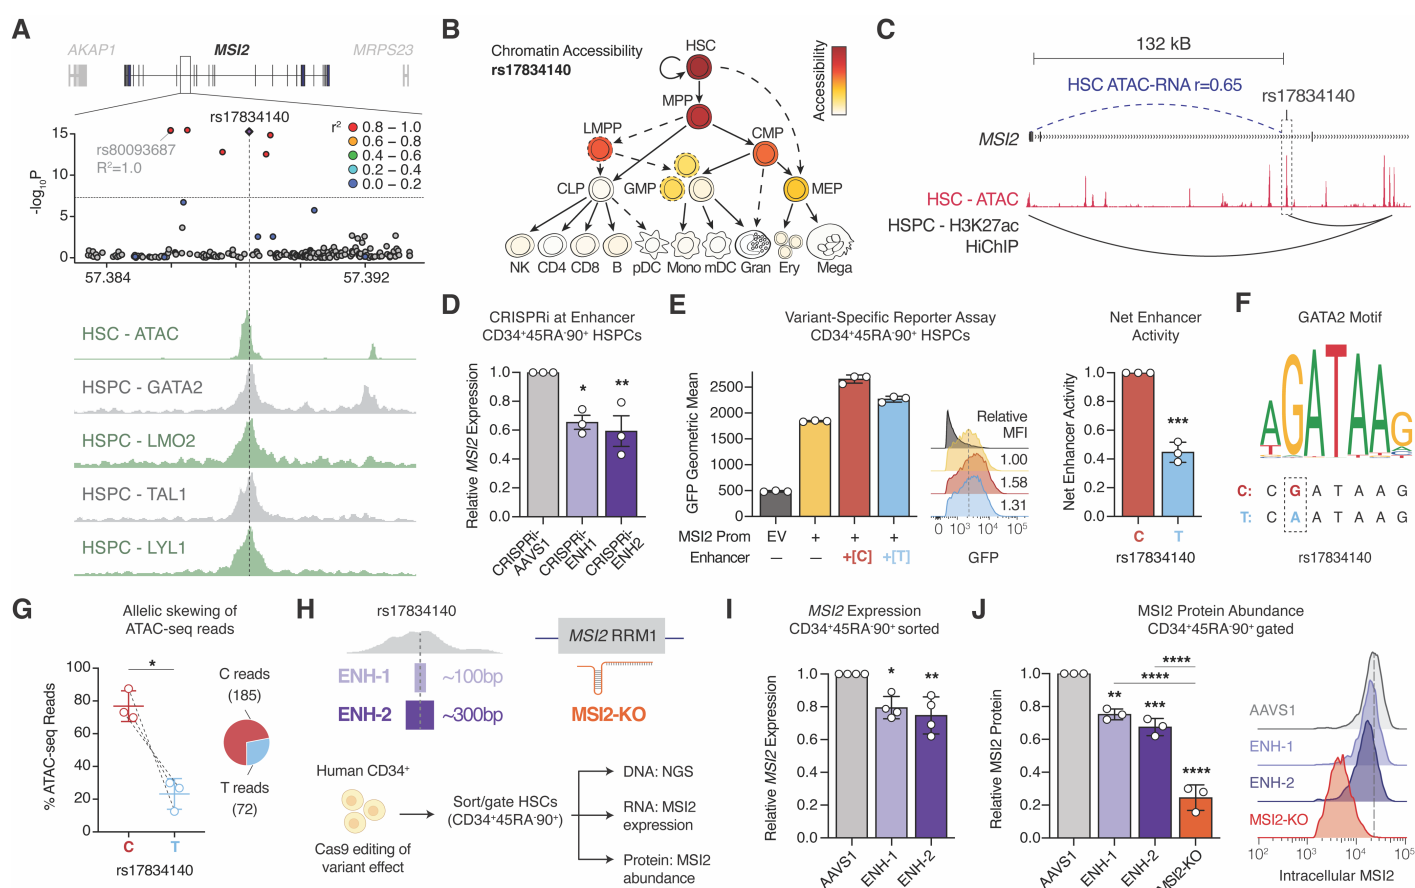 A
AKAP1
MSI2
MRPS23
rs17834140
rs80093687
R²=1.0
r²
0.8 – 1.0
0.6 – 0.8
0.4 – 0.6
0.2 – 0.4
0.0 – 0.2
-log₁₀P
15
10
5
0
57.384
57.392
HSC - ATAC
HSPC - GATA2
HSPC - LMO2
HSPC - TAL1
HSPC - LYL1
B
Chromatin Accessibility
rs17834140
Accessibility
HSC
MPP
LMPP
CMP
CLP
GMP
MEP
NK
CD4
CD8
B
pDC
Mono
mDC
Gran
Ery
Mega
C
132 kB
HSC ATAC-RNA r=0.65
rs17834140
MSI2
HSC - ATAC
HSPC - H3K27ac
HiChIP
D
CRISPRi at Enhancer
CD34⁺45RA⁻90⁺ HSPCs
Relative MSI2 Expression
1.0
0.8
0.6
0.4
0.2
0.0
*
**
CRISPRi-
AAVS1
CRISPRi-
ENH1
CRISPRi-
ENH2
E
Variant-Specific Reporter Assay
CD34⁺45RA⁻90⁺ HSPCs
GFP Geometric Mean
2500
2000
1500
1000
500
0
MSI2 Prom
EV
+
+
+
Enhancer
—
—
+[C]
+[T]
Relative
MFI
1.00
1.58
1.31
0
10³
10⁴
10⁵
GFP
Net Enhancer
Activity
Net Enhancer Activity
1.0
0.8
0.6
0.4
0.2
0.0
***
C
T
rs17834140
F
GATA2 Motif
AGATAAG
C: C G A T A A G
T: C A A T A A G
rs17834140
G
Allelic skewing of
ATAC-seq reads
% ATAC-seq Reads
100
80
60
40
20
0
*
C
T
rs17834140
C reads
(185)
T reads
(72)
H
rs17834140
ENH-1
~100bp
ENH-2
~300bp
MSI2 RRM1
MSI2-KO
Human CD34⁺
Cas9 editing of
variant effect
Sort/gate HSCs
(CD34⁺45RA⁻90⁺)
DNA: NGS
RNA: MSI2
expression
Protein: MSI2
abundance
I
MSI2 Expression
CD34⁺45RA⁻90⁺ sorted
Relative MSI2 Expression
1.0
0.8
0.6
0.4
0.2
0.0
*
**
AAVS1
ENH-1
ENH-2
J
MSI2 Protein Abundance
CD34⁺45RA⁻90⁺ gated
Relative MSI2 Protein
1.0
0.8
0.6
0.4
0.2
0.0
****
****
**
***
****
AAVS1
ENH-1
ENH-2
MSI2-KO
AAVS1
ENH-1
ENH-2
MSI2-KO
10²
10³
10⁴
10⁵
Intracellular MSI2